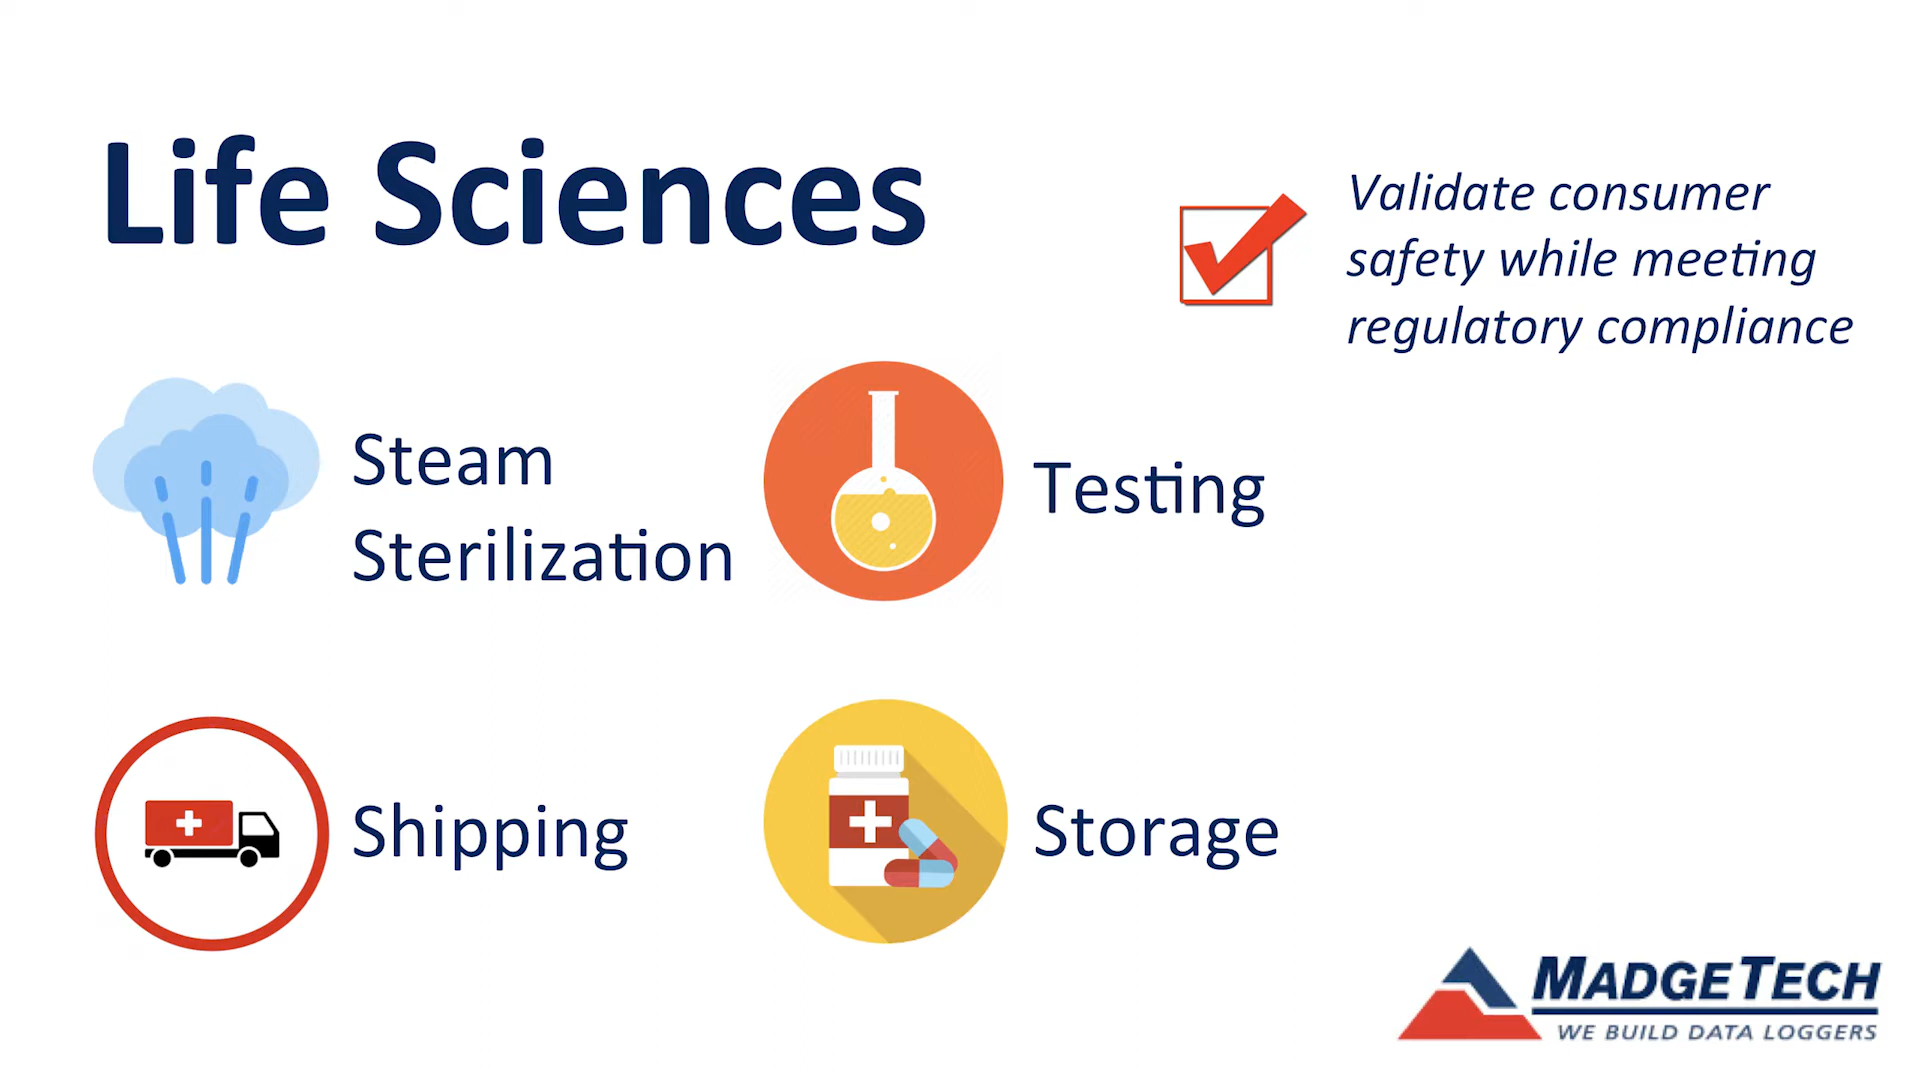 Life Sciences
Validate consumer
safety while meeting
regulatory compliance
Steam
Sterilization
Testing
Shipping
Storage
MADGETECH
WE BUILD DATA LOGGERS